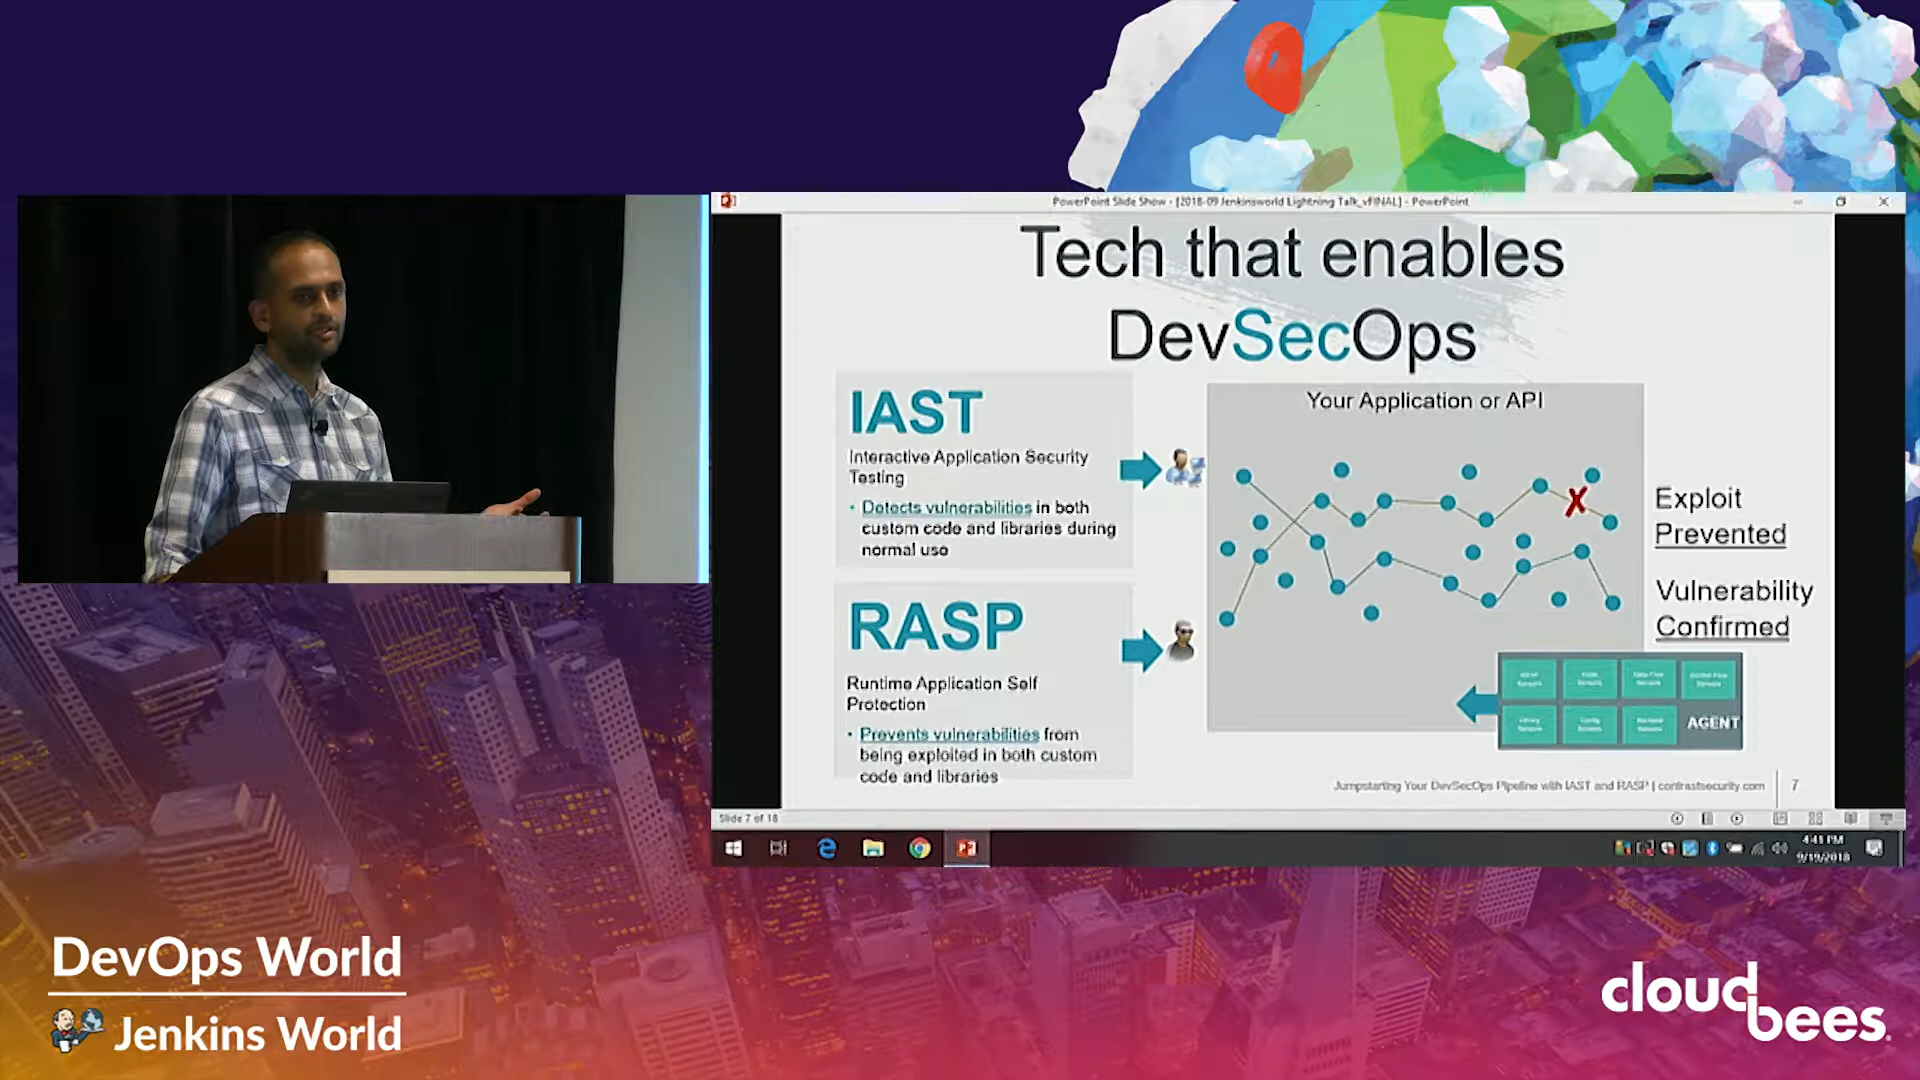 PowerPoint Slide Show - [2018-09 Jenkinsworld Lightning Talk_vFINAL] - PowerPoint
Tech that enables
DevSecOps
IAST
Interactive Application Security
Testing
• Detects vulnerabilities in both
custom code and libraries during
normal use
RASP
Runtime Application Self
Protection
• Prevents vulnerabilities from
being exploited in both custom
code and libraries
Your Application or API
X
Exploit
Prevented
Vulnerability
Confirmed
AGENT
Jumpstarting Your DevSecOps Pipeline with IAST and RASP | contrastsecurity.com 7
Slide 7 of 18
4:41 PM
9/19/2018
DevOps World
Jenkins World
cloud
bees